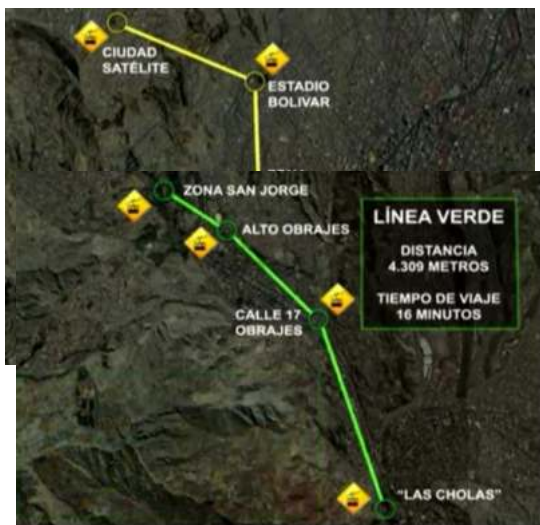 CIUDAD
SATÉLITE
ESTADIO
BOLIVAR
ZONA SAN JORGE
ALTO OBRAJES
LÍNEA VERDE
DISTANCIA
4.309 METROS
TIEMPO DE VIAJE
16 MINUTOS
CALLE 17
OBRAJES
"LAS CHOLAS"